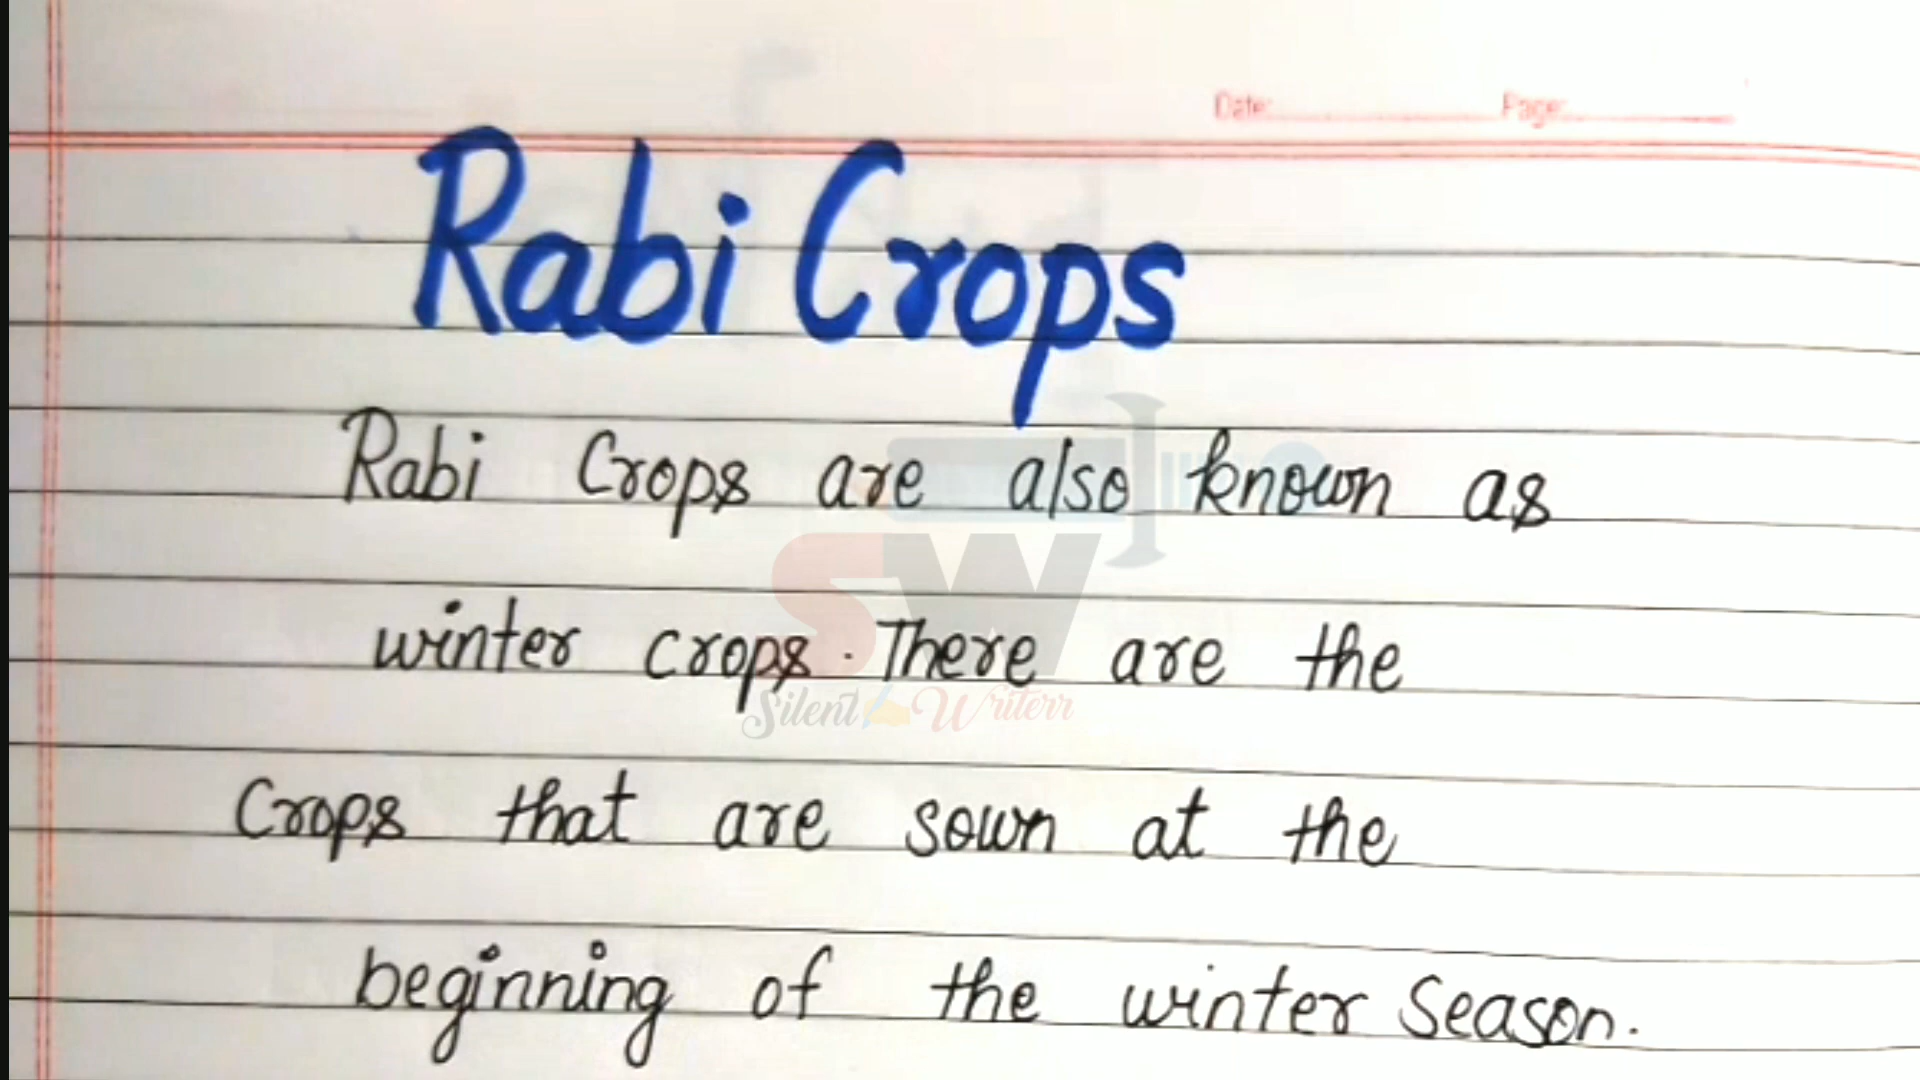 Date: Page:
Rabi Crops
Rabi Crops are also known as
winter crops. There are the
SW
Silent Writerr
Crops that are sown at the
beginning of the winter Season.